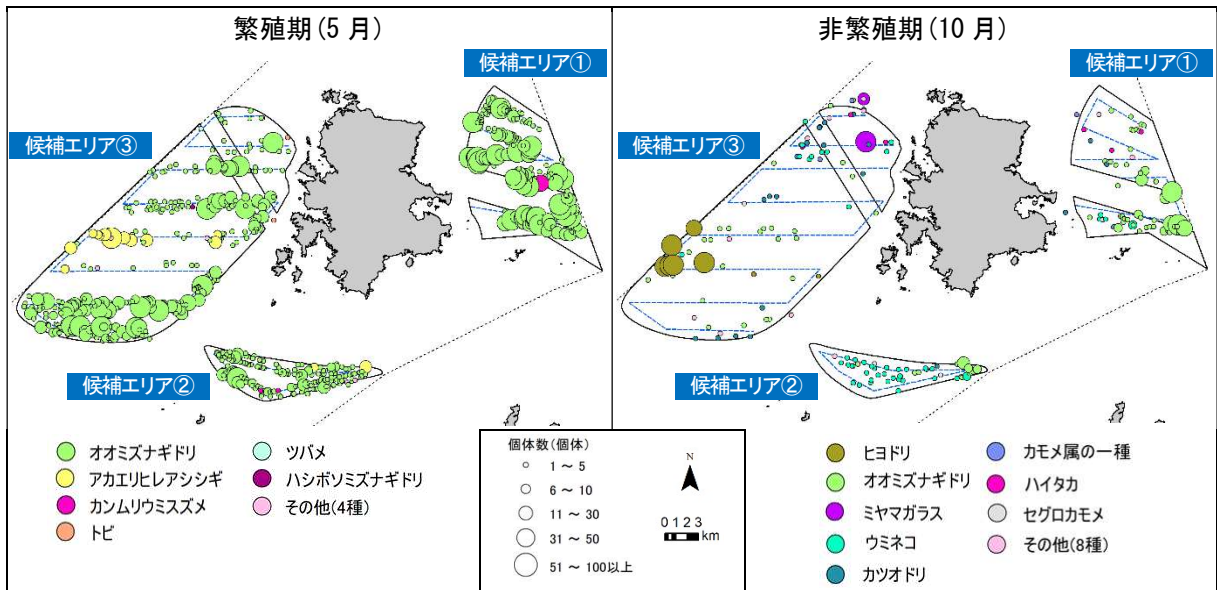 繁殖期(5月)
候補エリア①
候補エリア③
候補エリア②
オオミズナギドリ
アカエリヒレアシシギ
カンムリウミスズメ
トビ
ツバメ
ハシボソミズナギドリ
その他(4種)
個体数(個体)
1 ～ 5
6 ～ 10
11 ～ 30
31 ～ 50
51 ～ 100以上
N
0 1 2 3
km
非繁殖期(10月)
候補エリア①
候補エリア③
候補エリア②
ヒヨドリ
オオミズナギドリ
ミヤマガラス
ウミネコ
カツオドリ
カモメ属の一種
ハイタカ
セグロカモメ
その他(8種)